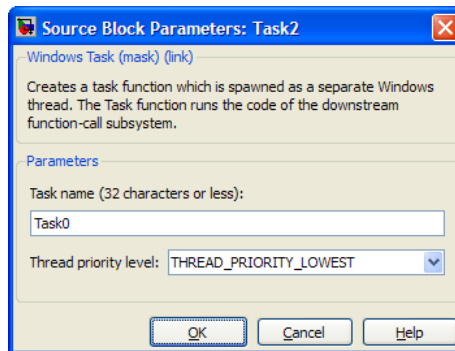 Source Block Parameters: Task2
Windows Task (mask) (link)
Creates a task function which is spawned as a separate Windows
thread. The Task function runs the code of the downstream
function-call subsystem.
Parameters
Task name (32 characters or less):
Task0
Thread priority level: THREAD_PRIORITY_LOWEST
OK Cancel Help